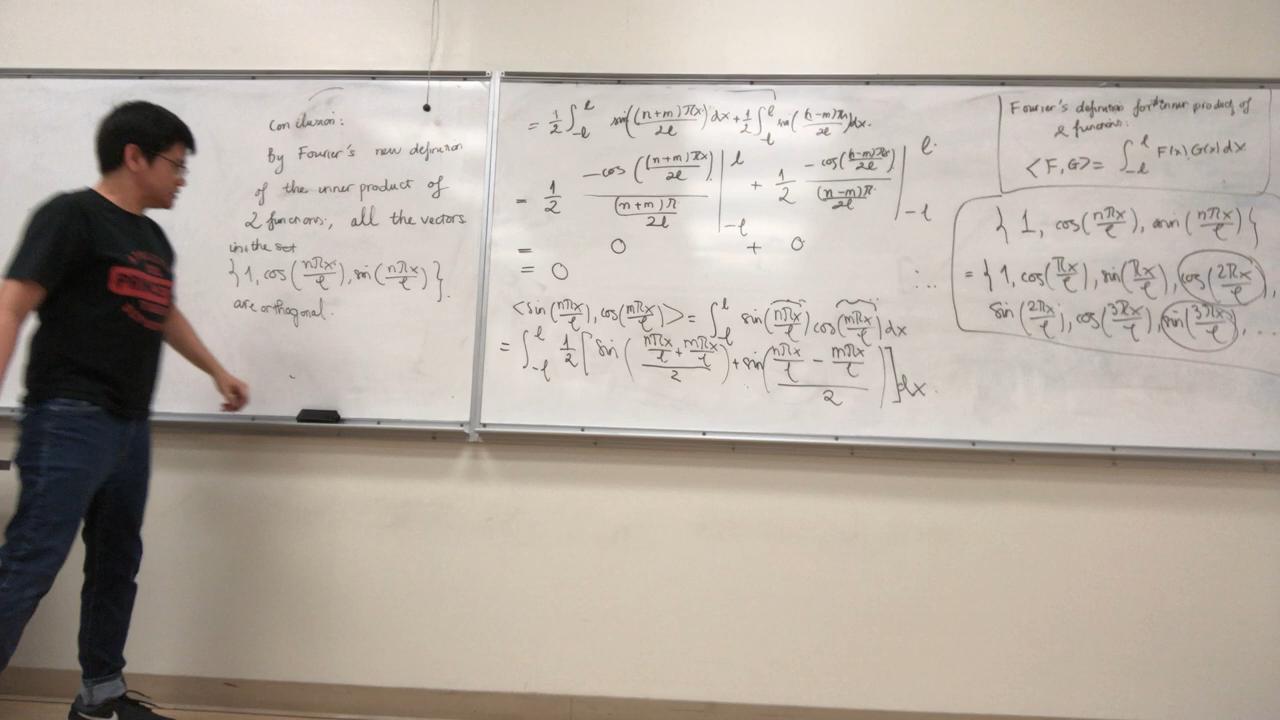 Conclusion:
By Fourier's new definition
of the inner product of
2 functions, all the vectors
in the set
{1, cos(nπx/ℓ), sin(nπx/ℓ)}.
are orthogonal.
= 1/2 ∫_{-ℓ}^{ℓ} sin((n+m)πx/2ℓ) dx + 1/2 ∫_{-ℓ}^{ℓ} sin((n-m)πx/2ℓ) dx.
= 1/2 (-cos((n+m)πx/2ℓ))/((n+m)π/2ℓ) |_{-ℓ}^{ℓ} + 1/2 (-cos((n-m)πx/2ℓ))/((n-m)π/2ℓ) |_{-ℓ}^{ℓ}
= 0 + 0
= 0
<sin(nπx/ℓ), cos(mπx/ℓ)> = ∫_{-ℓ}^{ℓ} sin(nπx/ℓ) cos(mπx/ℓ) dx
= ∫_{-ℓ}^{ℓ} 1/2 [sin((nπx/ℓ + mπx/ℓ)/2) + sin((nπx/ℓ - mπx/ℓ)/2)] dx.
Fourier's definition for inner product of
2 functions:
<F, G> = ∫_{-ℓ}^{ℓ} F(x) G(x) dx
{1, cos(nπx/ℓ), sin(nπx/ℓ)}
= {1, cos(πx/ℓ), sin(πx/ℓ), cos(2πx/ℓ),
sin(2πx/ℓ), cos(3πx/ℓ), sin(3πx/ℓ), ...